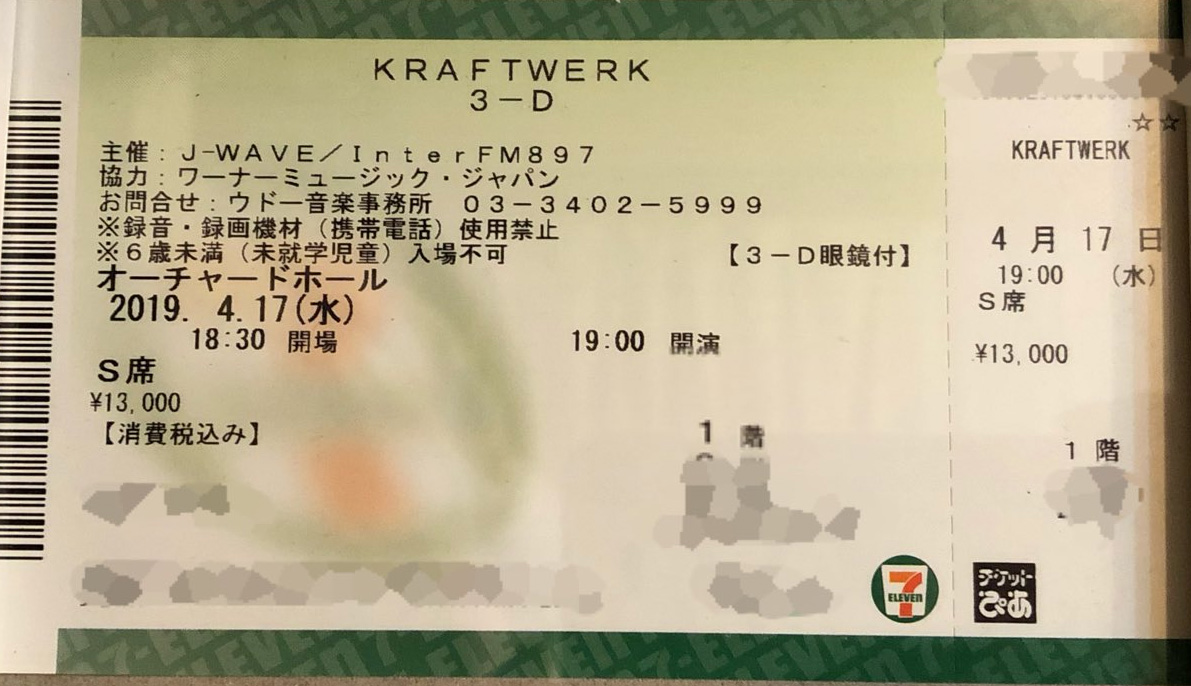 KRAFTWERK
3－D
主催：J-WAVE／InterFM897
協力：ワーナーミュージック・ジャパン
お問合せ：ウドー音楽事務所　03－3402－5999
※録音・録画機材（携帯電話）使用禁止
※6歳未満（未就学児童）入場不可　【3－D眼鏡付】
オーチャードホール
2019. 4.17(水)
18:30 開場　19:00 開演
S席
¥13,000
【消費税込み】
1 階
7 ELEVEN
☆☆
KRAFTWERK
4 月 17 日
19:00 （水）
S席
¥13,000
1 階
チケットぴあ